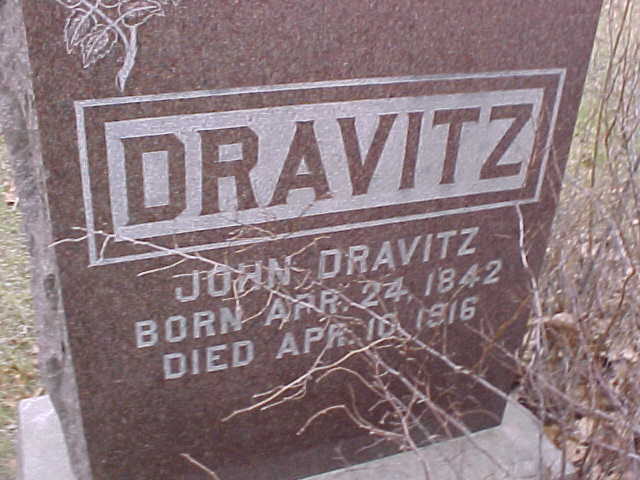 DRAVITZ
JOHN DRAVITZ
BORN APR. 24, 1842
DIED APR. 10, 1916